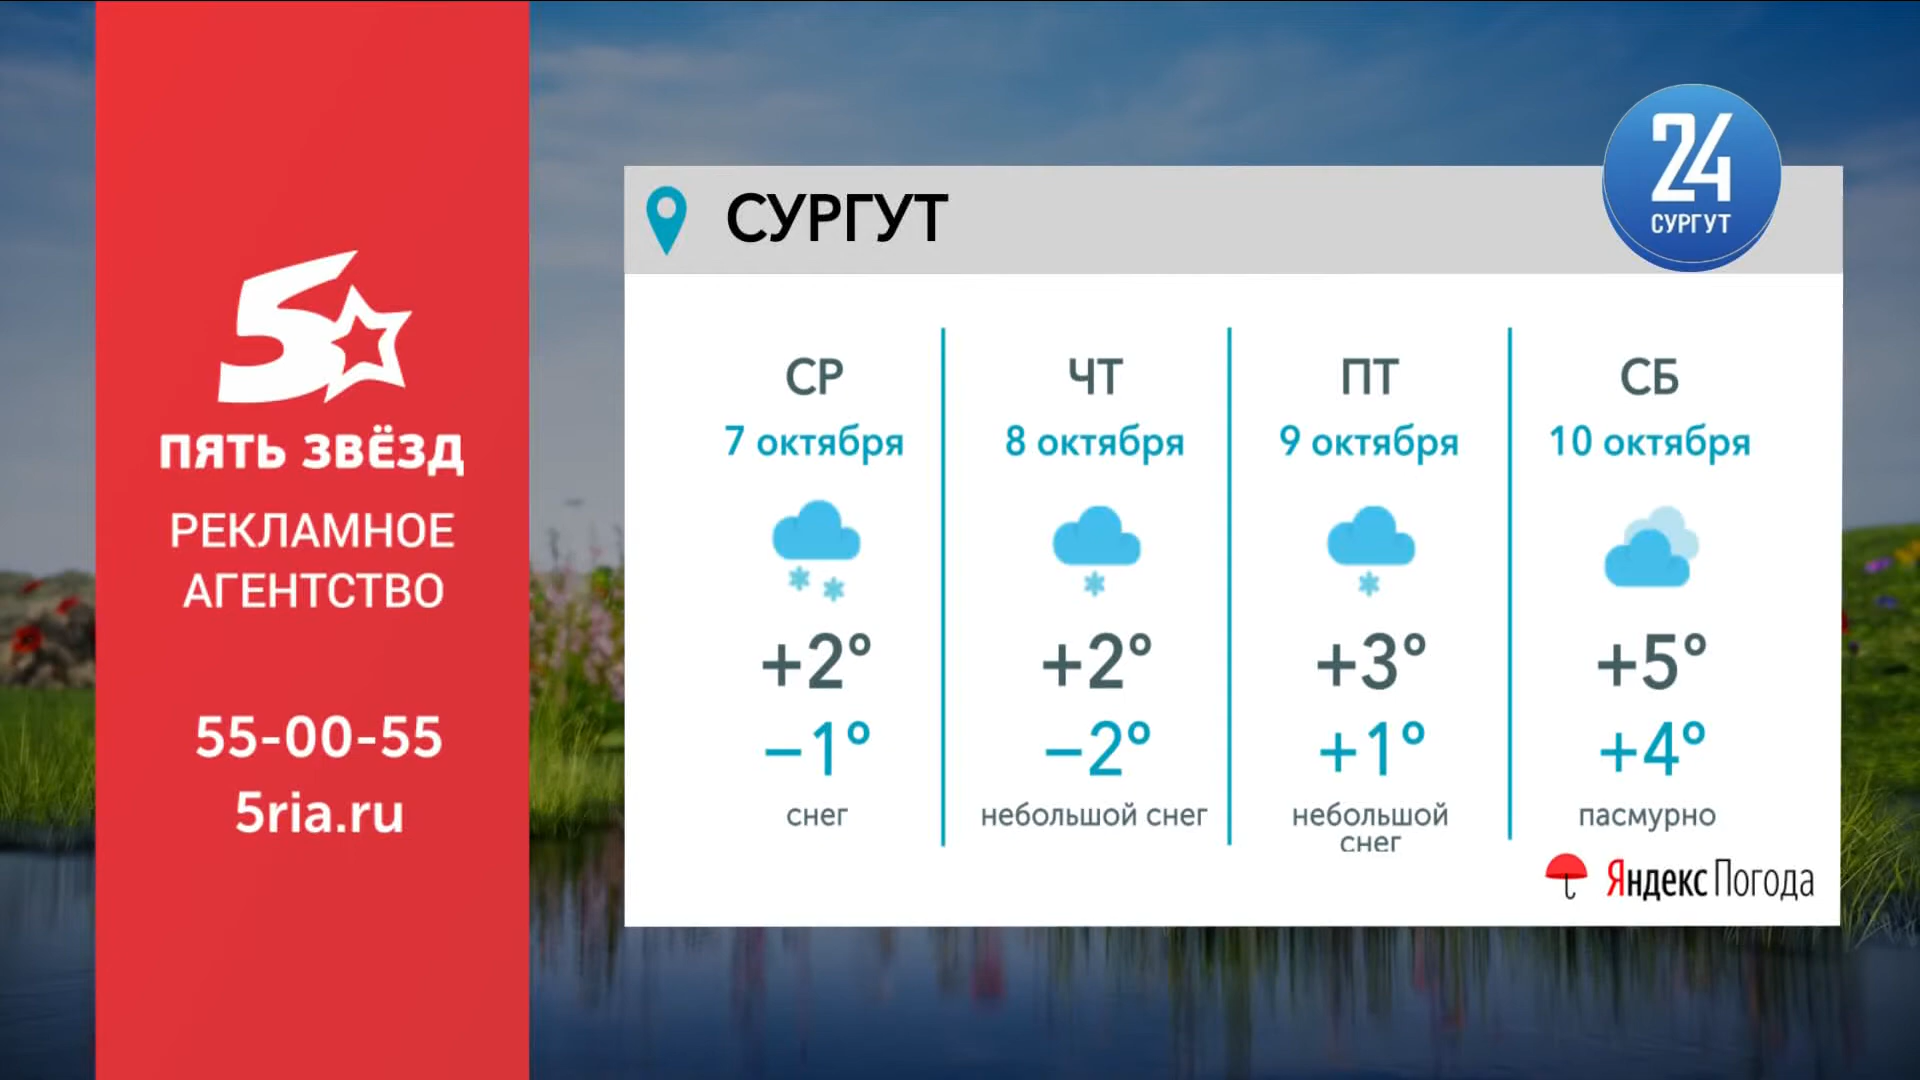 5
ПЯТЬ ЗВЁЗД
РЕКЛАМНОЕ
АГЕНТСТВО
55-00-55
5ria.ru
24
СУРГУТ
СУРГУТ
СР
7 октября
+2°
−1°
снег
ЧТ
8 октября
+2°
−2°
небольшой снег
ПТ
9 октября
+3°
+1°
небольшой
снег
СБ
10 октября
+5°
+4°
пасмурно
Яндекс Погода